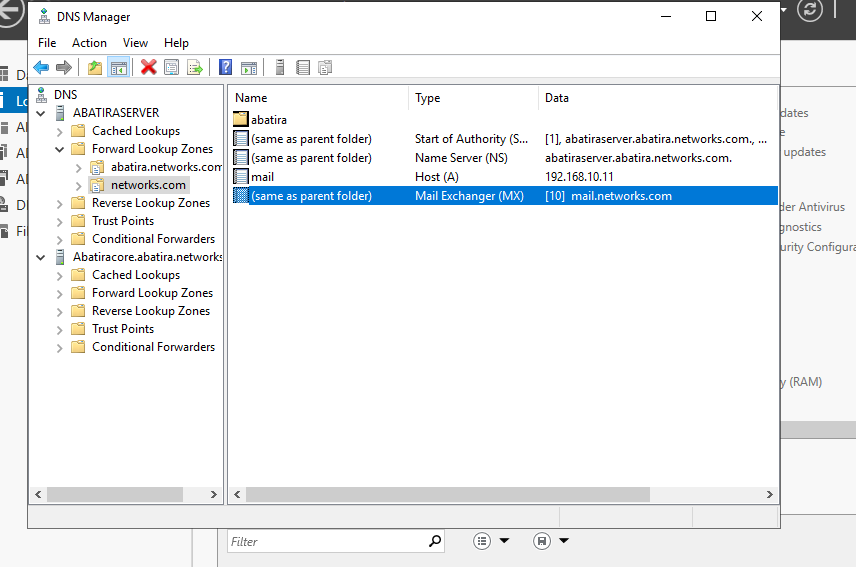 DNS Manager
File Action View Help
DNS
ABATIRASERVER
Cached Lookups
Forward Lookup Zones
abatira.networks.com
networks.com
Reverse Lookup Zones
Trust Points
Conditional Forwarders
Abatiracore.abatira.networks
Cached Lookups
Forward Lookup Zones
Reverse Lookup Zones
Trust Points
Conditional Forwarders
Name Type Data
abatira
(same as parent folder) Start of Authority (S... [1], abatiraserver.abatira.networks.com., ...
(same as parent folder) Name Server (NS) abatiraserver.abatira.networks.com.
mail Host (A) 192.168.10.11
(same as parent folder) Mail Exchanger (MX) [10] mail.networks.com
D
Lo
Al
Al
Al
D
Fi
dates
updates
der Antivirus
gnostics
urity Configura
y (RAM)
Filter